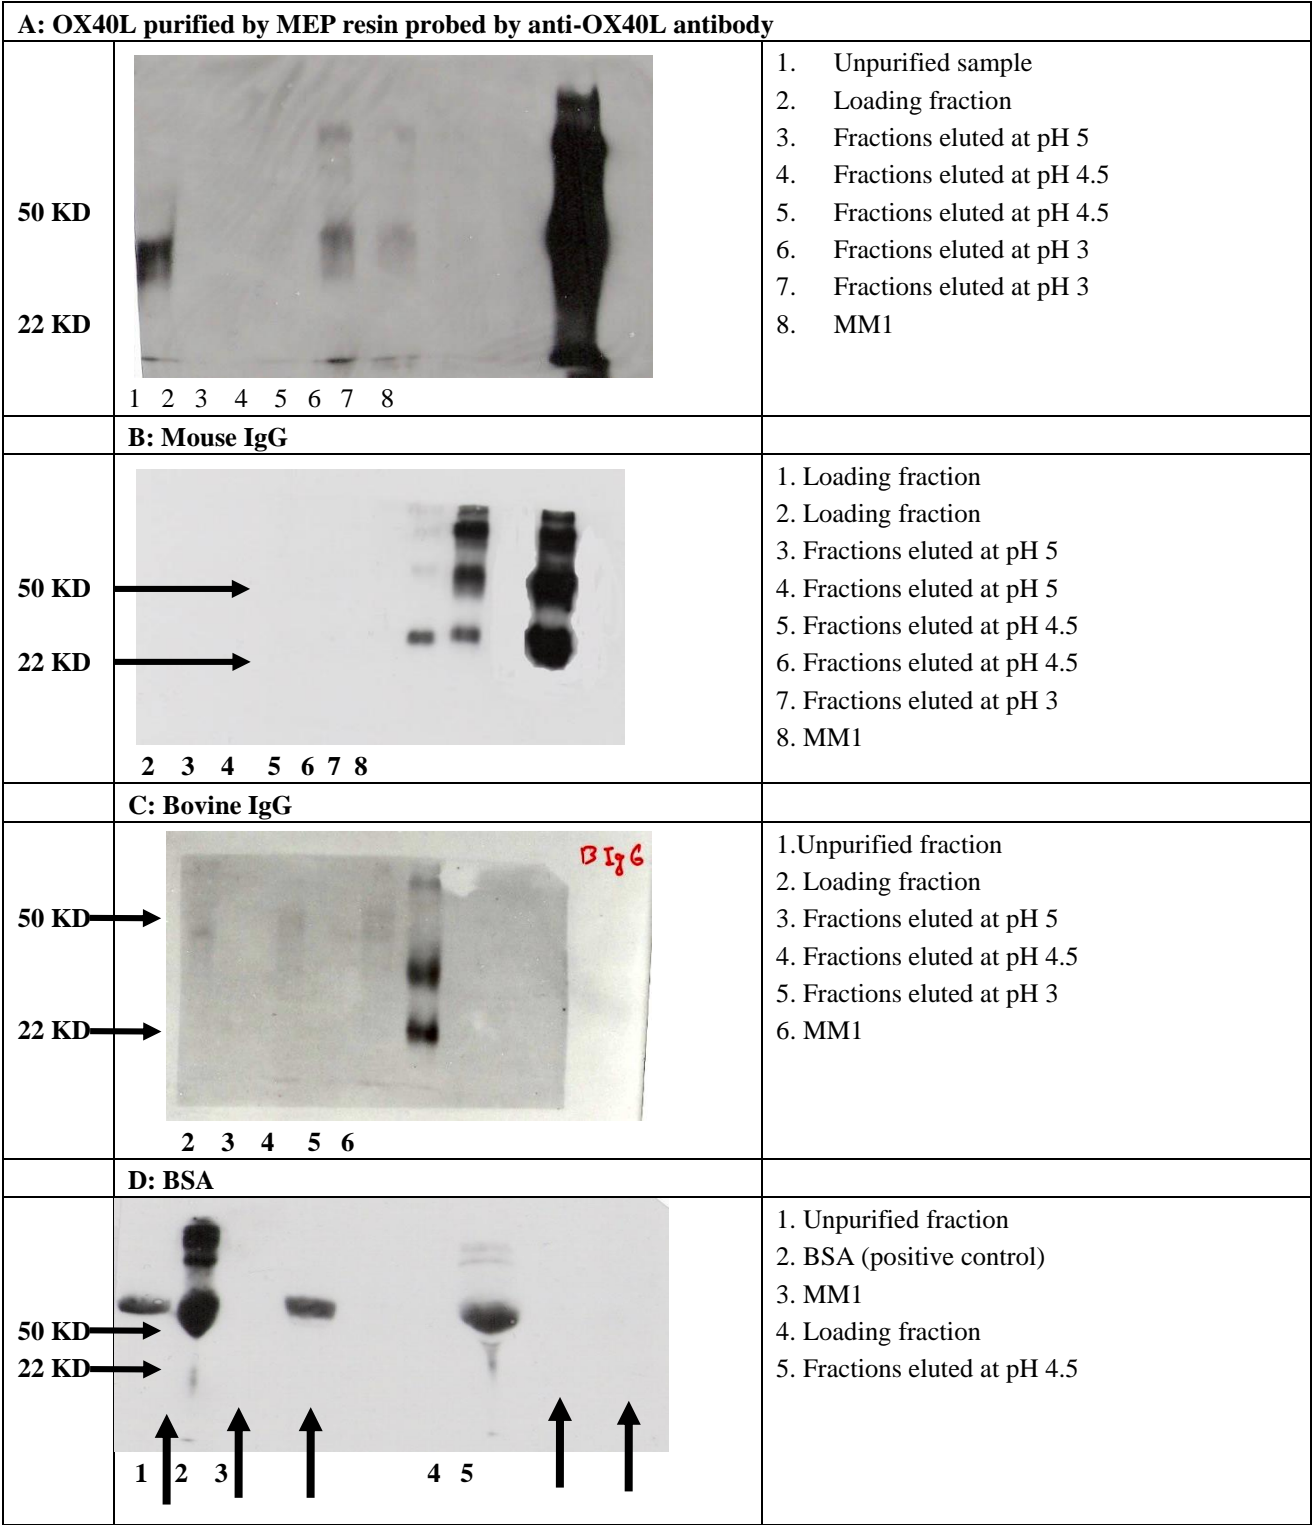 A: OX40L purified by MEP resin probed by anti-OX40L antibody
50 KD
22 KD
1 2 3 4 5 6 7 8
1. Unpurified sample
2. Loading fraction
3. Fractions eluted at pH 5
4. Fractions eluted at pH 4.5
5. Fractions eluted at pH 4.5
6. Fractions eluted at pH 3
7. Fractions eluted at pH 3
8. MM1
B: Mouse IgG
50 KD
22 KD
2 3 4 5 6 7 8
1. Loading fraction
2. Loading fraction
3. Fractions eluted at pH 5
4. Fractions eluted at pH 5
5. Fractions eluted at pH 4.5
6. Fractions eluted at pH 4.5
7. Fractions eluted at pH 3
8. MM1
C: Bovine IgG
B IgG
50 KD
22 KD
2 3 4 5 6
1.Unpurified fraction
2. Loading fraction
3. Fractions eluted at pH 5
4. Fractions eluted at pH 4.5
5. Fractions eluted at pH 3
6. MM1
D: BSA
50 KD
22 KD
1 2 3 4 5
1. Unpurified fraction
2. BSA (positive control)
3. MM1
4. Loading fraction
5. Fractions eluted at pH 4.5